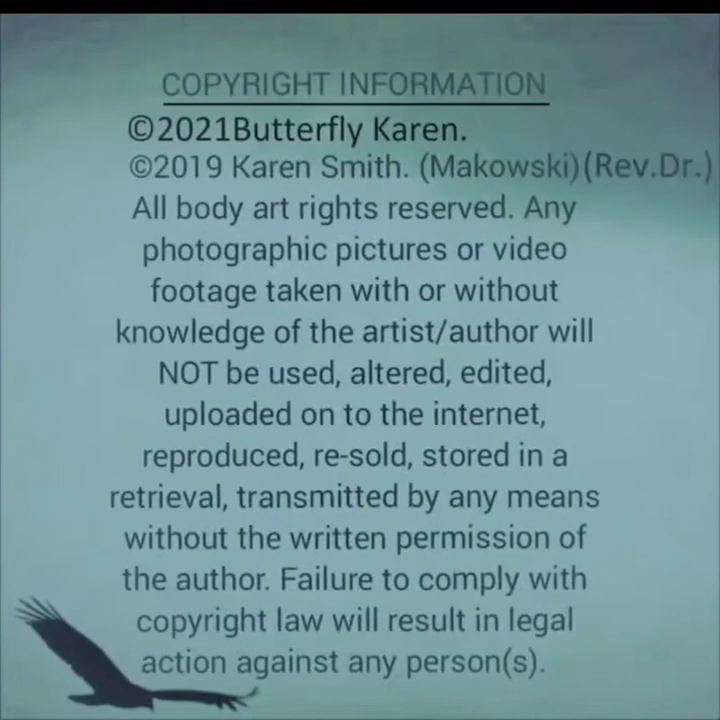 COPYRIGHT INFORMATION
©2021Butterfly Karen.
©2019 Karen Smith. (Makowski)(Rev.Dr.)
All body art rights reserved. Any
photographic pictures or video
footage taken with or without
knowledge of the artist/author will
NOT be used, altered, edited,
uploaded on to the internet,
reproduced, re-sold, stored in a
retrieval, transmitted by any means
without the written permission of
the author. Failure to comply with
copyright law will result in legal
action against any person(s).